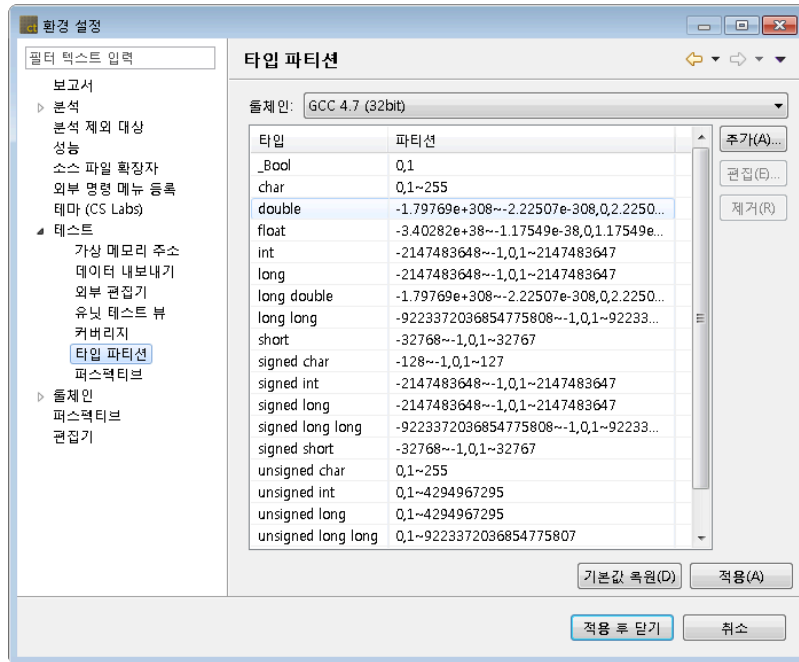 ct 환경 설정
필터 텍스트 입력
보고서
분석
분석 제외 대상
성능
소스 파일 확장자
외부 명령 메뉴 등록
테마 (CS Labs)
테스트
가상 메모리 주소
데이터 내보내기
외부 편집기
유닛 테스트 뷰
커버리지
타입 파티션
퍼스펙티브
툴체인
퍼스펙티브
편집기
타입 파티션
툴체인: GCC 4.7 (32bit)
타입 파티션
_Bool 0,1
char 0,1~255
double -1.79769e+308~-2.22507e-308,0,2.2250...
float -3.40282e+38~-1.17549e-38,0,1.17549e...
int -2147483648~-1,0,1~2147483647
long -2147483648~-1,0,1~2147483647
long double -1.79769e+308~-2.22507e-308,0,2.2250...
long long -9223372036854775808~-1,0,1~92233...
short -32768~-1,0,1~32767
signed char -128~-1,0,1~127
signed int -2147483648~-1,0,1~2147483647
signed long -2147483648~-1,0,1~2147483647
signed long long -9223372036854775808~-1,0,1~92233...
signed short -32768~-1,0,1~32767
unsigned char 0,1~255
unsigned int 0,1~4294967295
unsigned long 0,1~4294967295
unsigned long long 0,1~9223372036854775807
추가(A)...
편집(E)...
제거(R)
기본값 복원(D) 적용(A)
적용 후 닫기 취소